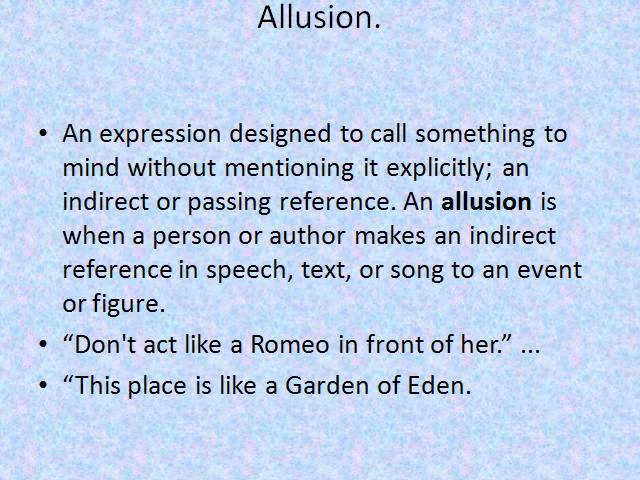 Allusion.
• An expression designed to call something to
mind without mentioning it explicitly; an
indirect or passing reference. An allusion is
when a person or author makes an indirect
reference in speech, text, or song to an event
or figure.
• “Don't act like a Romeo in front of her.” ...
• “This place is like a Garden of Eden.